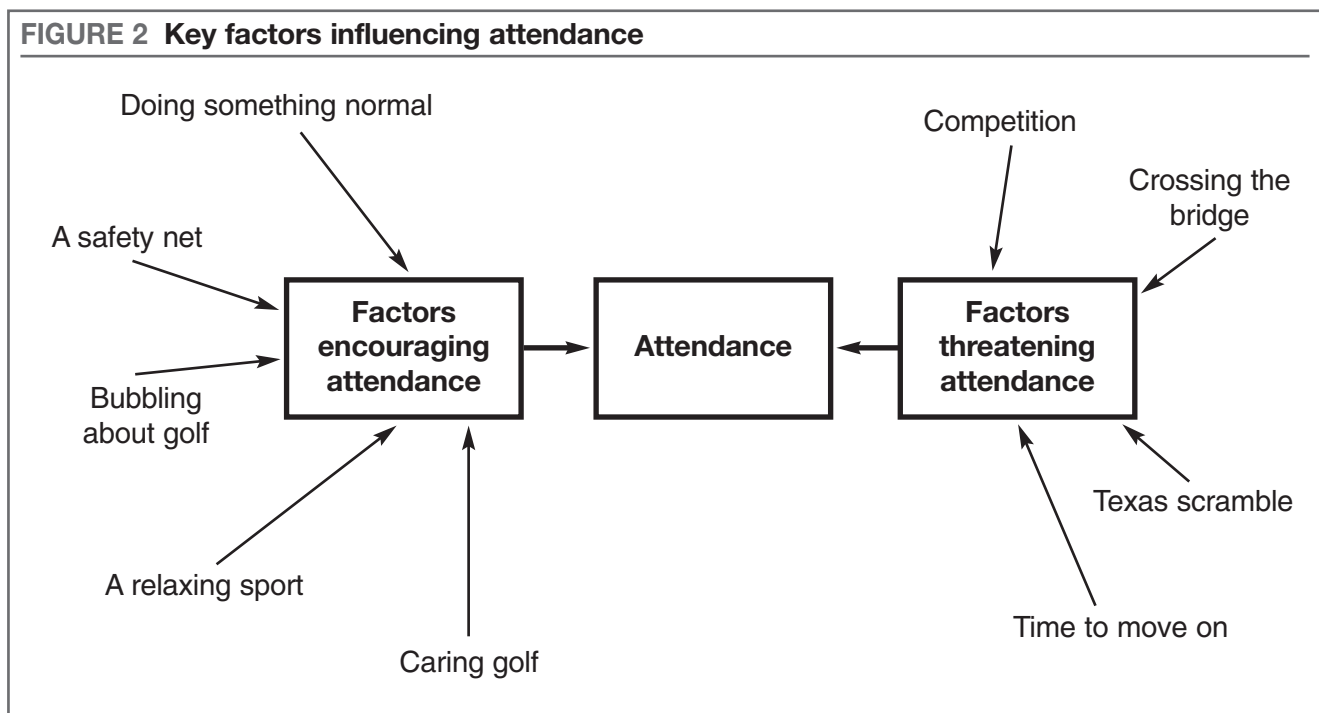 FIGURE 2 Key factors influencing attendance
Doing something normal
Competition
Crossing the
bridge
A safety net
Factors
encouraging
attendance
Attendance
Factors
threatening
attendance
Bubbling
about golf
Texas scramble
A relaxing sport
Time to move on
Caring golf